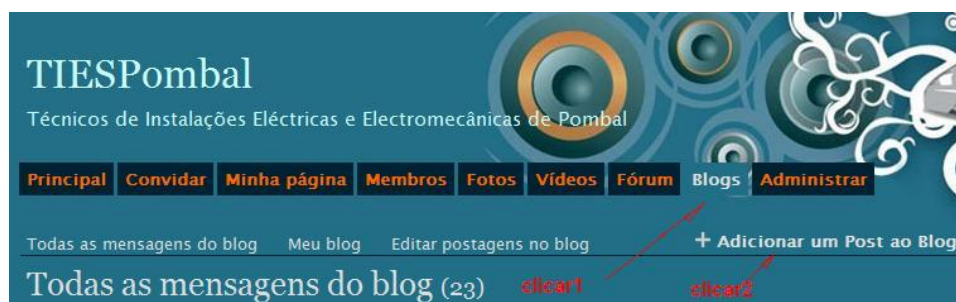 TIESPombal
Técnicos de Instalações Eléctricas e Electromecânicas de Pombal
Principal Convidar Minha página Membros Fotos Vídeos Fórum Blogs Administrar
Todas as mensagens do blog Meu blog Editar postagens no blog + Adicionar um Post ao Blog
Todas as mensagens do blog (23) clicar1 clicar2